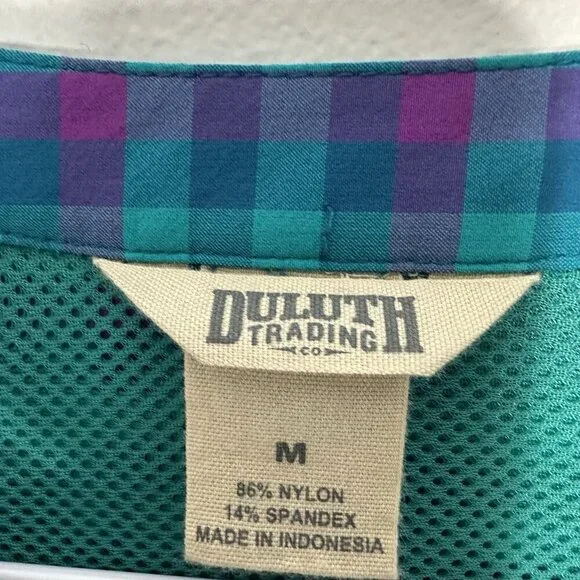 DULUTH
TRADING
CO
M
86% NYLON
14% SPANDEX
MADE IN INDONESIA